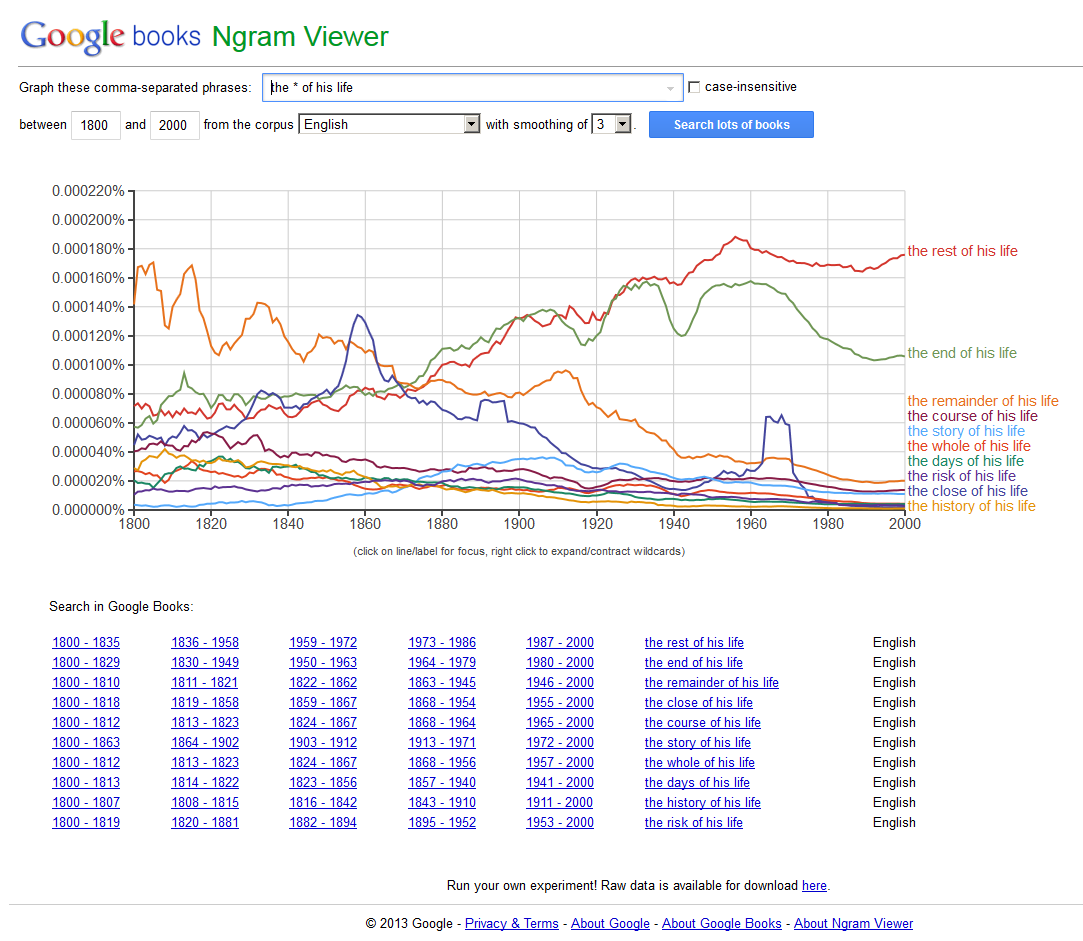 Google books Ngram Viewer
Graph these comma-separated phrases: the * of his life case-insensitive
between 1800 and 2000 from the corpus English with smoothing of 3 . Search lots of books
0.000220%
0.000200%
0.000180%
0.000160%
0.000140%
0.000120%
0.000100%
0.000080%
0.000060%
0.000040%
0.000020%
0.000000%
the rest of his life
the end of his life
the remainder of his life
the course of his life
the story of his life
the whole of his life
the days of his life
the risk of his life
the close of his life
the history of his life
1800 1820 1840 1860 1880 1900 1920 1940 1960 1980 2000
(click on line/label for focus, right click to expand/contract wildcards)
Search in Google Books:
1800 - 1835 1836 - 1958 1959 - 1972 1973 - 1986 1987 - 2000 the rest of his life English
1800 - 1829 1830 - 1949 1950 - 1963 1964 - 1979 1980 - 2000 the end of his life English
1800 - 1810 1811 - 1821 1822 - 1862 1863 - 1945 1946 - 2000 the remainder of his life English
1800 - 1818 1819 - 1858 1859 - 1867 1868 - 1954 1955 - 2000 the close of his life English
1800 - 1812 1813 - 1823 1824 - 1867 1868 - 1964 1965 - 2000 the course of his life English
1800 - 1863 1864 - 1902 1903 - 1912 1913 - 1971 1972 - 2000 the story of his life English
1800 - 1812 1813 - 1823 1824 - 1867 1868 - 1956 1957 - 2000 the whole of his life English
1800 - 1813 1814 - 1822 1823 - 1856 1857 - 1940 1941 - 2000 the days of his life English
1800 - 1807 1808 - 1815 1816 - 1842 1843 - 1910 1911 - 2000 the history of his life English
1800 - 1819 1820 - 1881 1882 - 1894 1895 - 1952 1953 - 2000 the risk of his life English
Run your own experiment! Raw data is available for download here.
© 2013 Google - Privacy & Terms - About Google - About Google Books - About Ngram Viewer